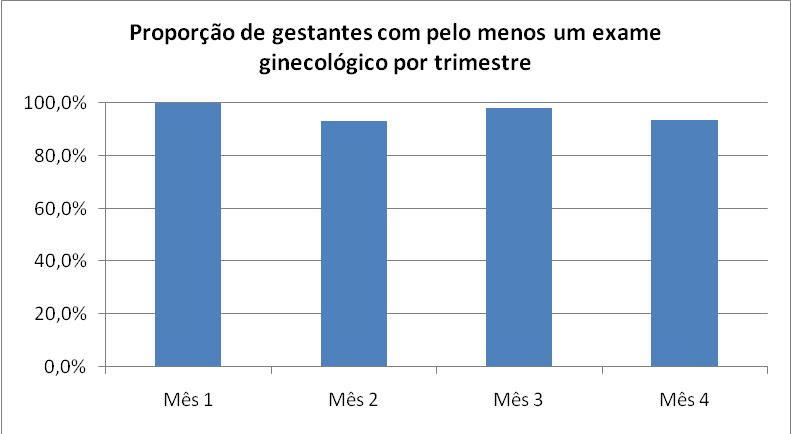 Proporção de gestantes com pelo menos um exame
ginecológico por trimestre
100,0%
80,0%
60,0%
40,0%
20,0%
0,0%
Mês 1 Mês 2 Mês 3 Mês 4